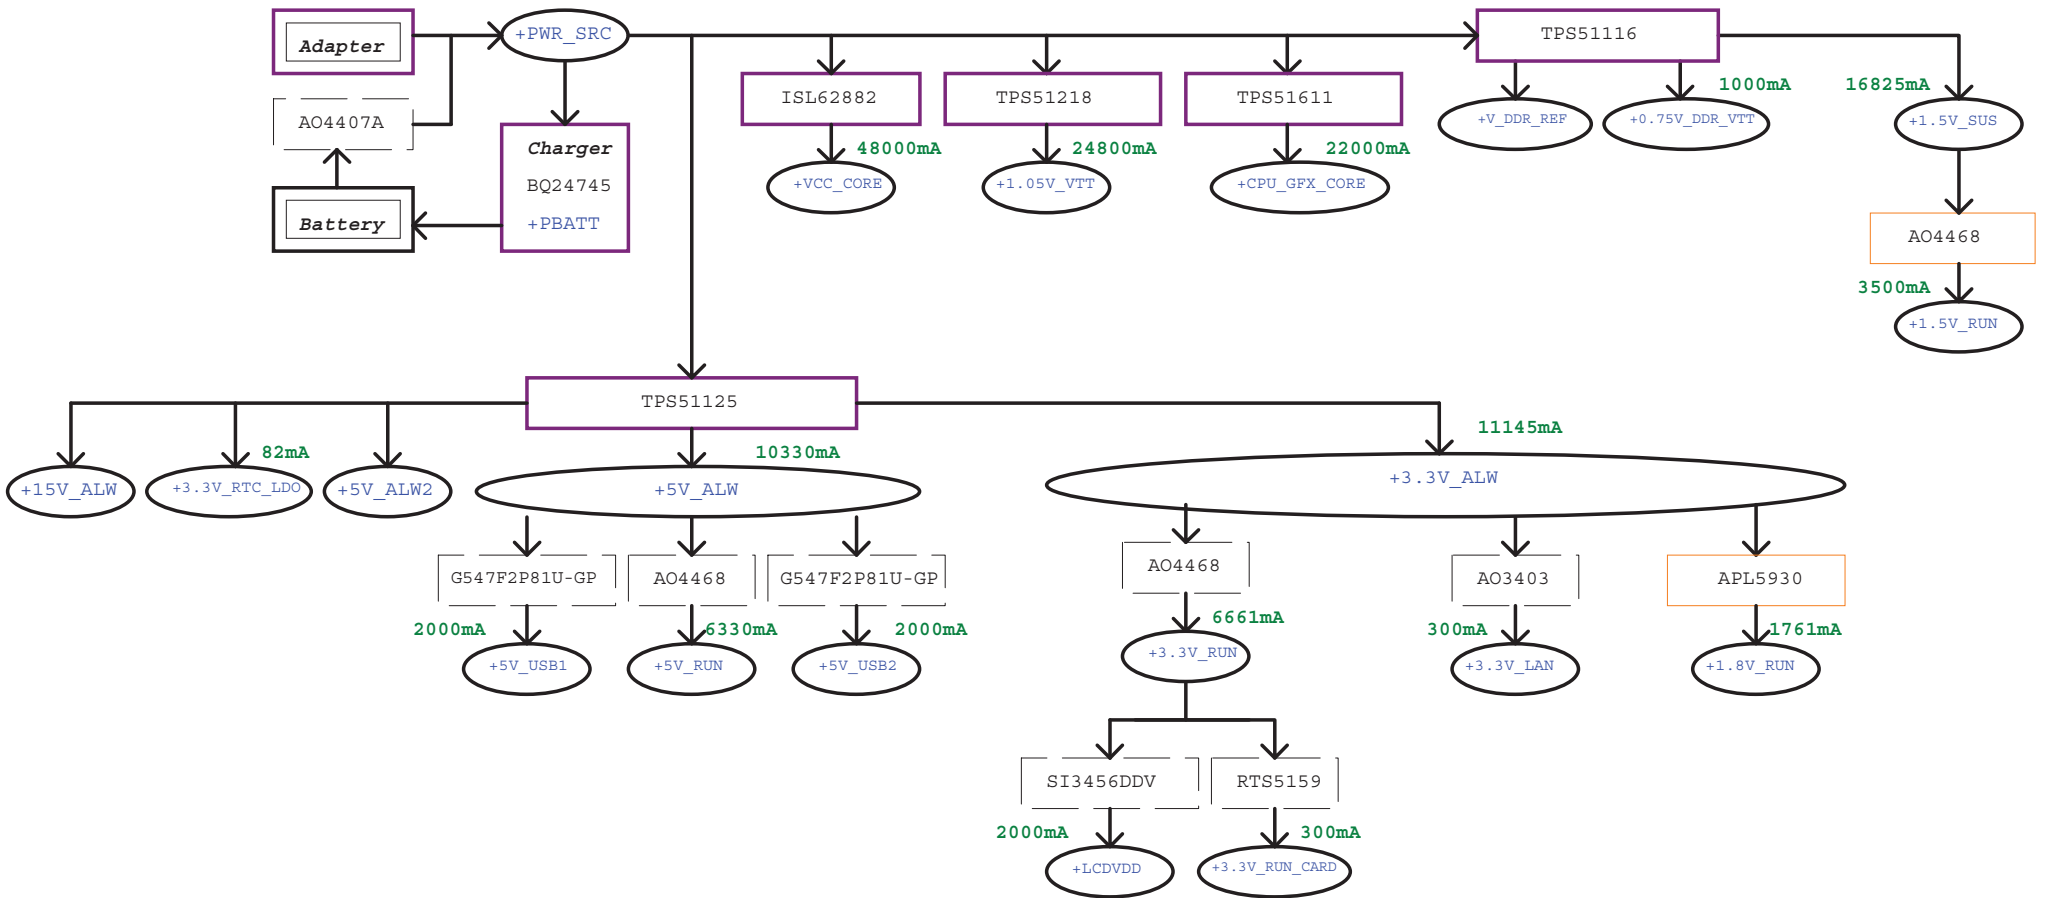 Adapter
+PWR_SRC
TPS51116
AO4407A
ISL62882
TPS51218
TPS51611
1000mA
16825mA
+V_DDR_REF
+0.75V_DDR_VTT
+1.5V_SUS
Charger
BQ24745
+PBATT
48000mA
24800mA
22000mA
+VCC_CORE
+1.05V_VTT
+CPU_GFX_CORE
Battery
AO4468
3500mA
+1.5V_RUN
TPS51125
82mA
10330mA
11145mA
+15V_ALW
+3.3V_RTC_LDO
+5V_ALW2
+5V_ALW
+3.3V_ALW
G547F2P81U-GP
AO4468
G547F2P81U-GP
AO4468
AO3403
APL5930
2000mA
6330mA
2000mA
6661mA
300mA
1761mA
+5V_USB1
+5V_RUN
+5V_USB2
+3.3V_RUN
+3.3V_LAN
+1.8V_RUN
SI3456DDV
RTS5159
2000mA
300mA
+LCDVDD
+3.3V_RUN_CARD